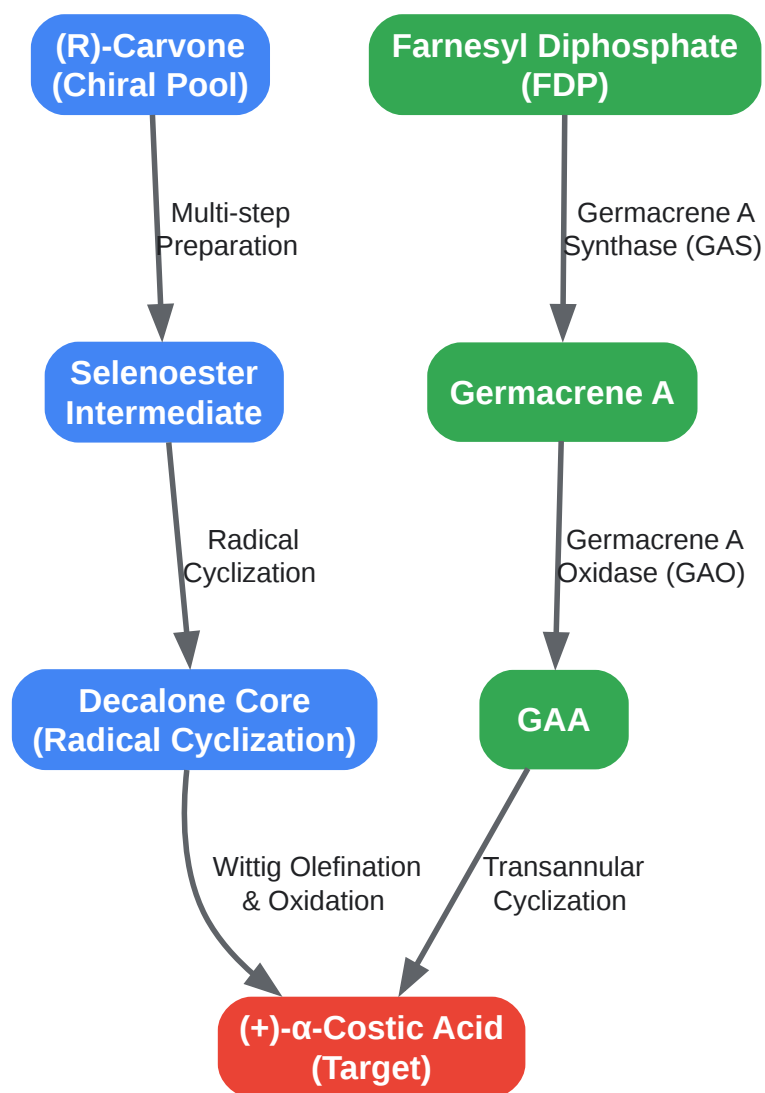 (R)-Carvone
(Chiral Pool)
Farnesyl Diphosphate
(FDP)
Multi-step
Preparation
Germacrene A
Synthase (GAS)
Selenoester
Intermediate
Germacrene A
Radical
Cyclization
Germacrene A
Oxidase (GAO)
Decalone Core
(Radical Cyclization)
GAA
Wittig Olefination
& Oxidation
Transannular
Cyclization
(+)-α-Costic Acid
(Target)